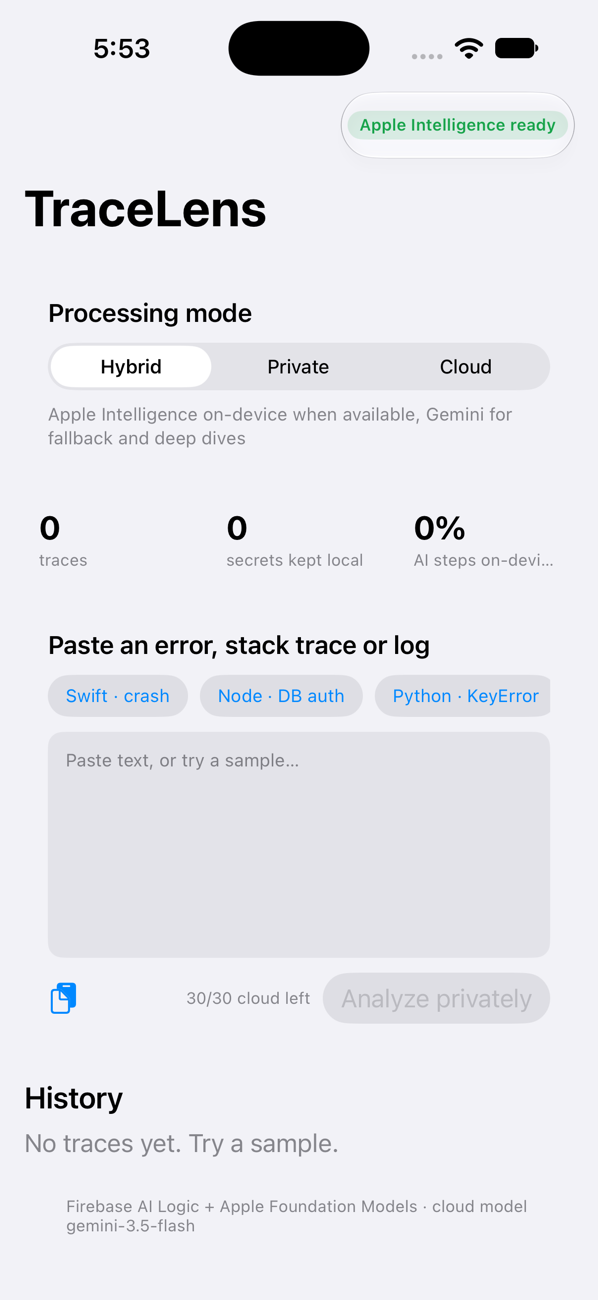 5:53
Apple Intelligence ready
TraceLens
Processing mode
Hybrid
Private
Cloud
Apple Intelligence on-device when available, Gemini for
fallback and deep dives
0
traces
0
secrets kept local
0%
AI steps on-devi...
Paste an error, stack trace or log
Swift · crash
Node · DB auth
Python · KeyError
Paste text, or try a sample...
30/30 cloud left
Analyze privately
History
No traces yet. Try a sample.
Firebase AI Logic + Apple Foundation Models · cloud model
gemini-3.5-flash